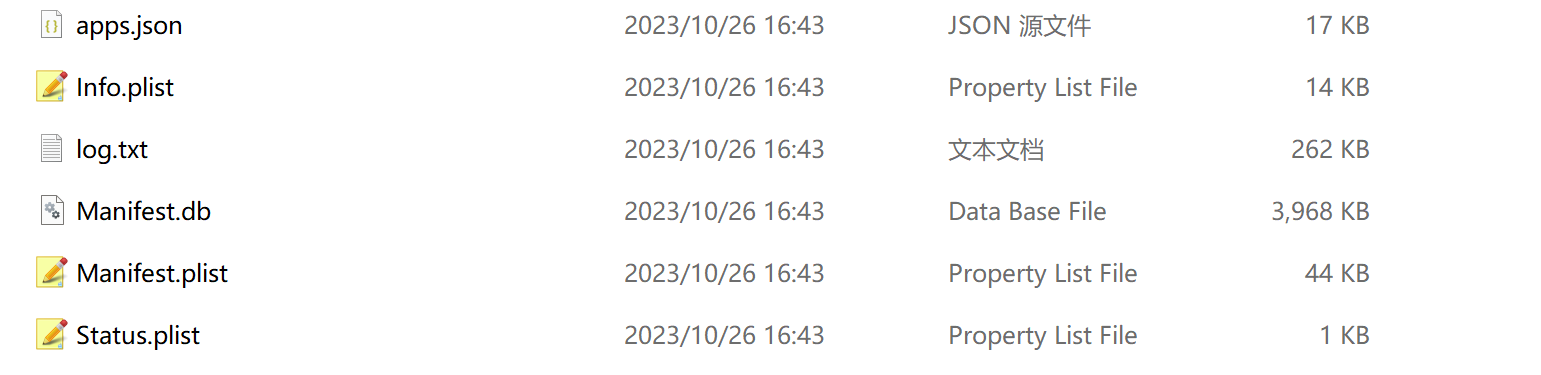 apps.json 2023/10/26 16:43 JSON 源文件 17 KB
Info.plist 2023/10/26 16:43 Property List File 14 KB
log.txt 2023/10/26 16:43 文本文档 262 KB
Manifest.db 2023/10/26 16:43 Data Base File 3,968 KB
Manifest.plist 2023/10/26 16:43 Property List File 44 KB
Status.plist 2023/10/26 16:43 Property List File 1 KB